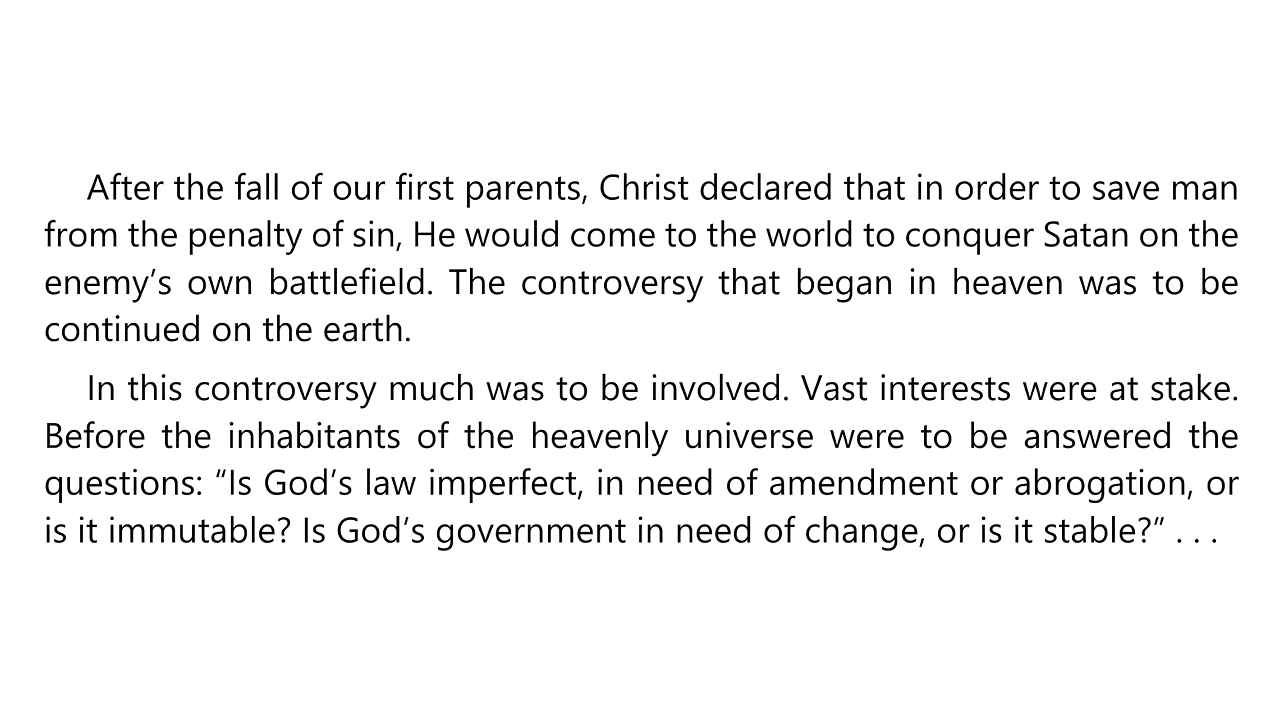 After the fall of our first parents, Christ declared that in order to save man
from the penalty of sin, He would come to the world to conquer Satan on the
enemy’s own battlefield. The controversy that began in heaven was to be
continued on the earth.
In this controversy much was to be involved. Vast interests were at stake.
Before the inhabitants of the heavenly universe were to be answered the
questions: “Is God’s law imperfect, in need of amendment or abrogation, or
is it immutable? Is God’s government in need of change, or is it stable?” . . .